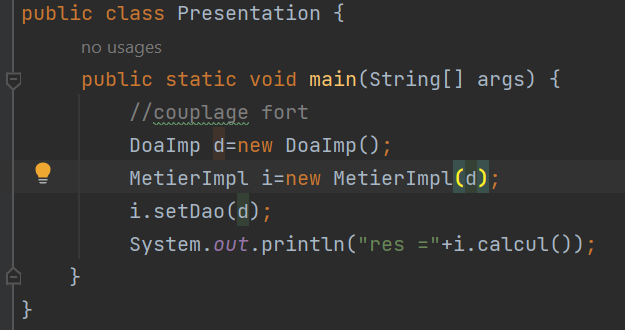 public class Presentation {
no usages
public static void main(String[] args) {
//couplage fort
DoaImp d=new DoaImp();
MetierImpl i=new MetierImpl(d);
i.setDao(d);
System.out.println("res ="+i.calcul());
}
}